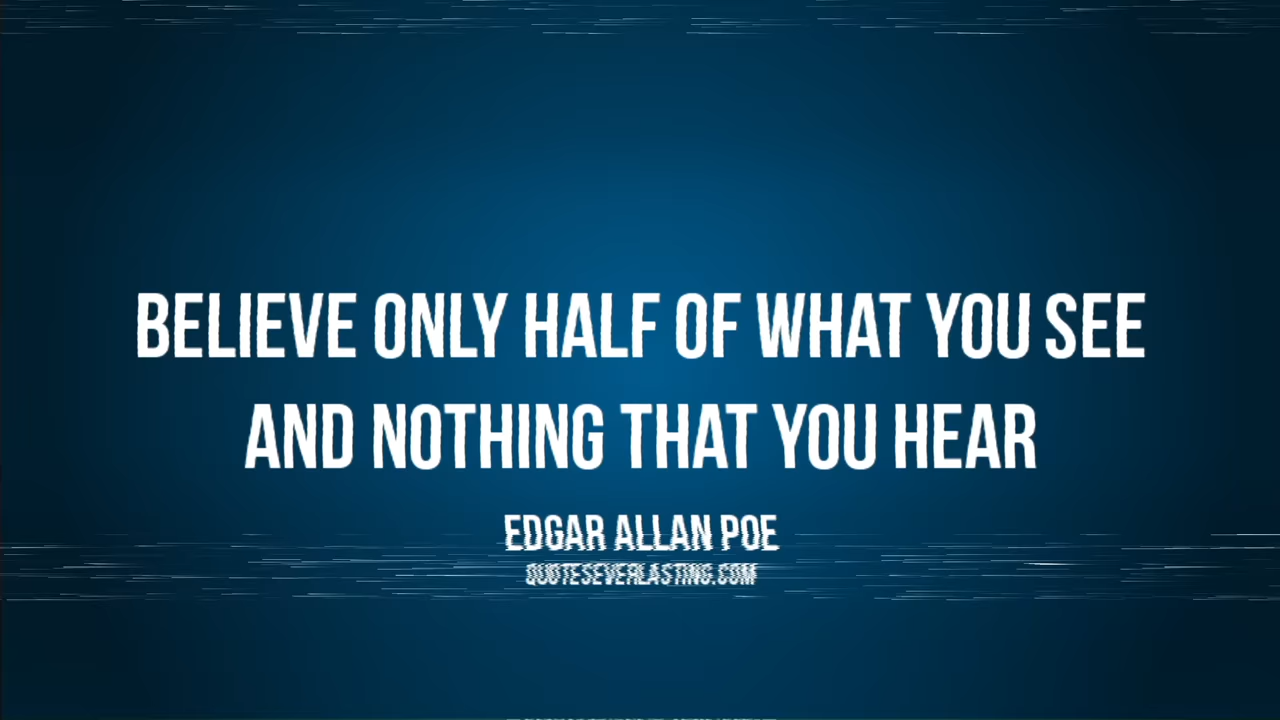 BELIEVE ONLY HALF OF WHAT YOU SEE
AND NOTHING THAT YOU HEAR
EDGAR ALLAN POE
QUOTESEVERLASTING.COM